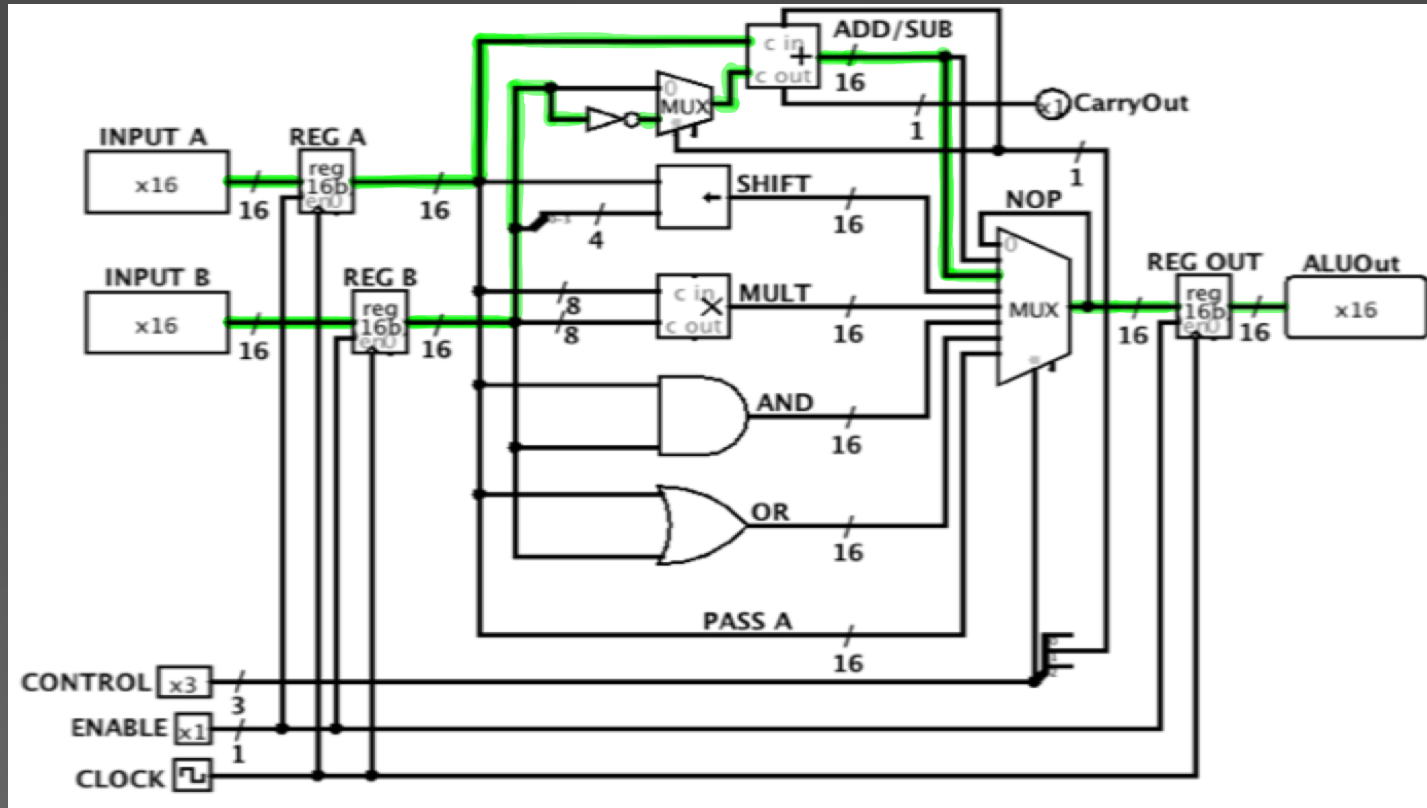 ADD/SUB
c in
+
c out
16
0
MUX
x1 CarryOut
1
INPUT A
REG A
x16
reg
16b
en0
16
16
SHIFT
16
4
1
NOP
0
INPUT B
REG B
x16
reg
16b
en0
16
16
8
8
c in
c out
MULT
16
MUX
REG OUT
reg
16b
en0
16
16
ALUOut
x16
AND
16
OR
16
PASS A
16
CONTROL x3
3
ENABLE x1
1
CLOCK